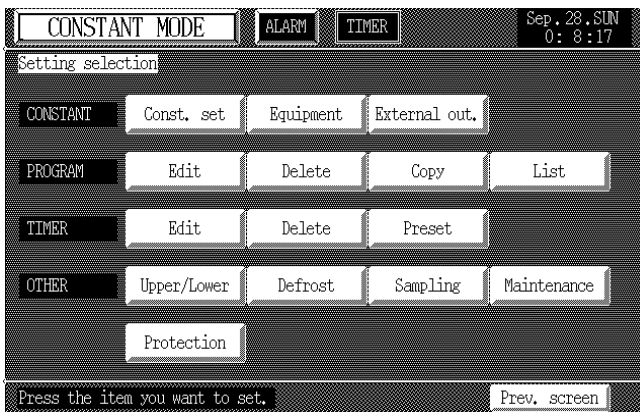 CONSTANT MODE ALARM TIMER Sep. 28. SUN
0: 8:17
Setting selection
CONSTANT Const. set Equipment External out.
PROGRAM Edit Delete Copy List
TIMER Edit Delete Preset
OTHER Upper/Lower Defrost Sampling Maintenance
Protection
Press the item you want to set. Prev. screen